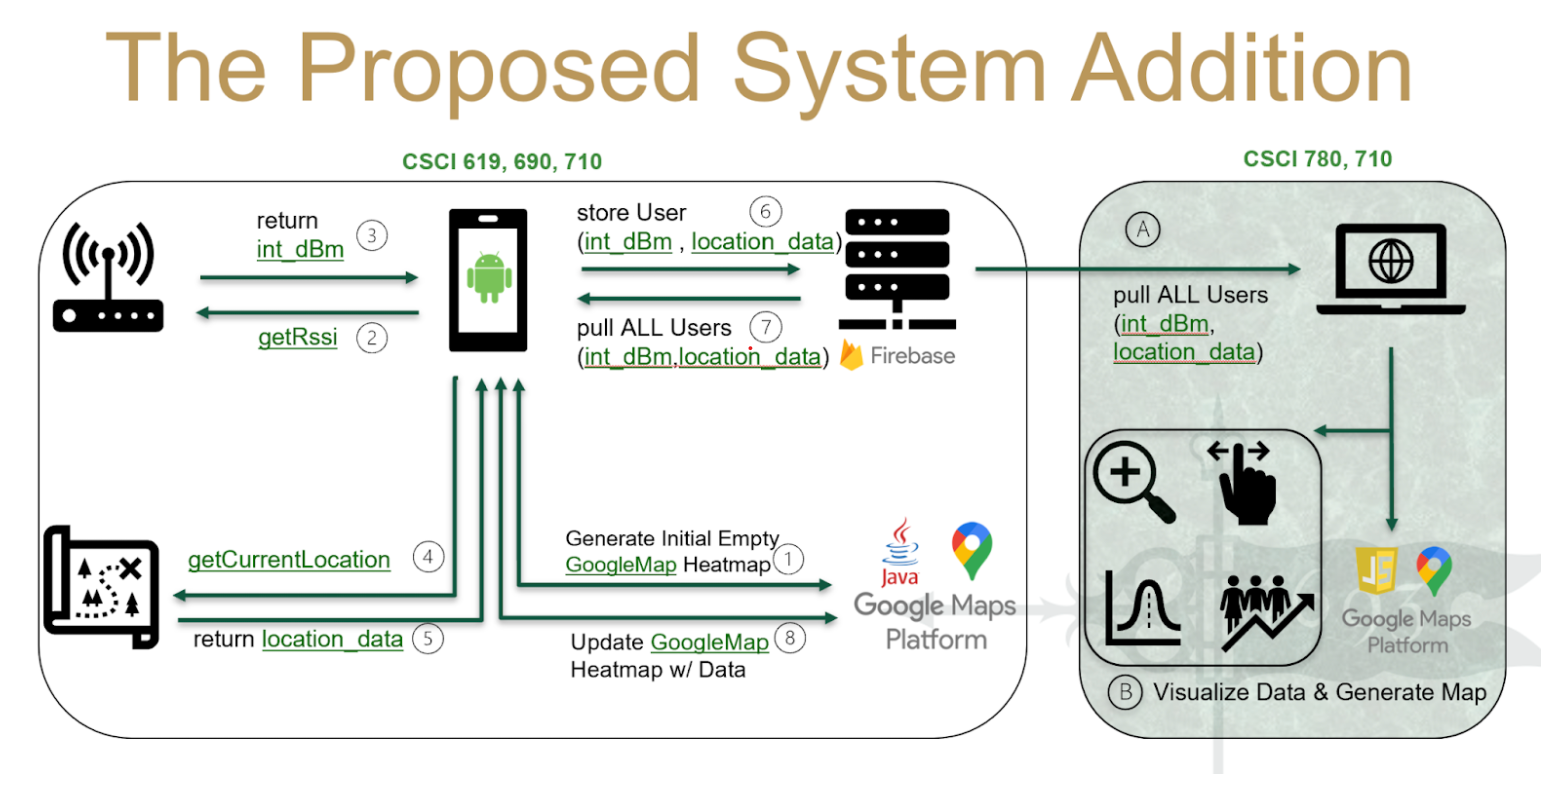 The Proposed System Addition
CSCI 619, 690, 710
CSCI 780, 710
return
int_dBm
3
getRssi
2
store User
6
(int_dBm , location_data)
pull ALL Users
7
(int_dBm,location_data)
Firebase
A
pull ALL Users
(int_dBm,
location_data)
getCurrentLocation
4
return location_data
5
Generate Initial Empty
GoogleMap Heatmap
1
Update GoogleMap
8
Heatmap w/ Data
Java
Google Maps
Platform
JS
Google Maps
Platform
B
Visualize Data & Generate Map